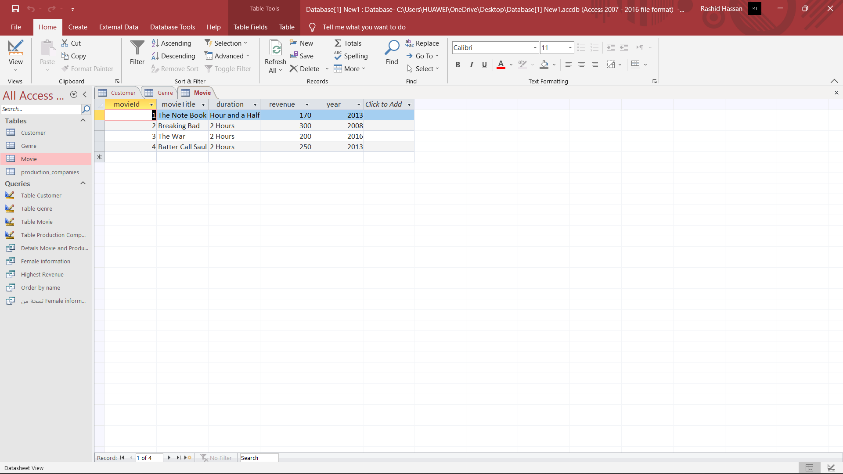 Table Tools Database[1] New1 : Database- C:\Users\HUAWEI\OneDrive\Desktop\Database[1] New1.accdb (Access 2007 - 2016 file format) - ... Rashid Hassan
File Home Create External Data Database Tools Help Table Fields Table Tell me what you want to do
View Paste Cut Copy Format Painter Filter Ascending Descending Remove Sort Selection Advanced Toggle Filter Refresh All New Save Delete Totals Spelling More Find Replace Go To Select Calibri 11 B I U A
Views Clipboard Sort & Filter Records Find Text Formatting
All Access ... Customer Genre Movie
Search...
Tables
Customer
Genre
Movie
production_companies
Queries
Table Customer
Table Genre
Table Movie
Table Production Comp...
Details Movie and Produ...
Female Information
Highest Revenue
Order by name
نسخة من Female inform...
movieId movieTitle duration revenue year Click to Add
1 The Note Book Hour and a Half 170 2013
2 Breaking Bad 2 Hours 300 2008
3 The War 2 Hours 200 2016
4 Batter Call Saul 2 Hours 250 2013
Record: 1 of 4 No Filter Search
Datasheet View